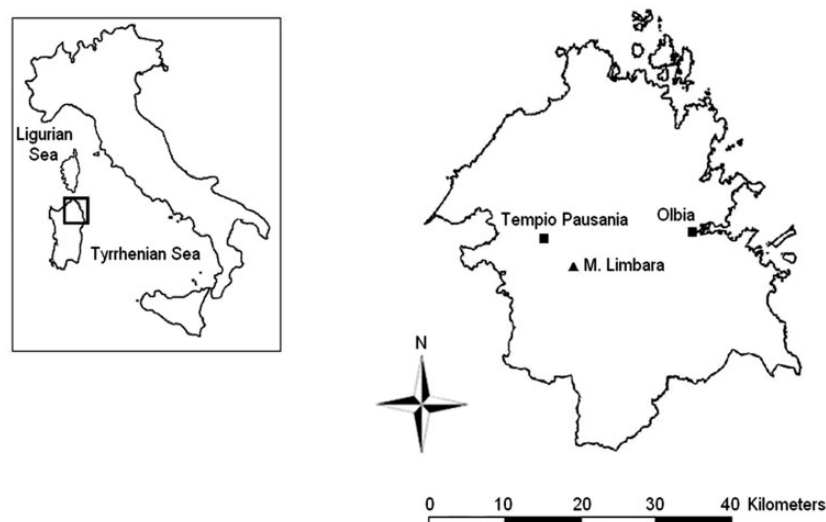 Ligurian
Sea
Tyrrhenian Sea
Tempio Pausania
Olbia
M. Limbara
N
0 10 20 30 40 Kilometers